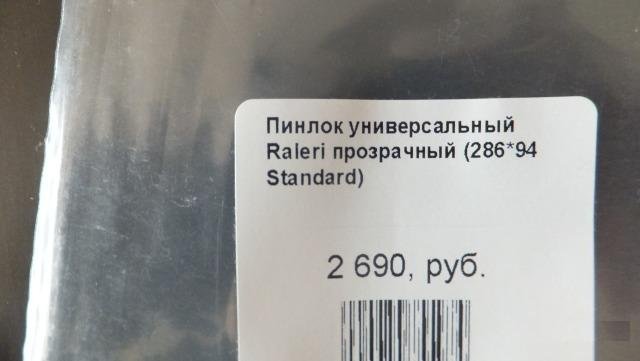 Пинлок универсальный
Raleri прозрачный (286*94
Standard)
2 690, руб.